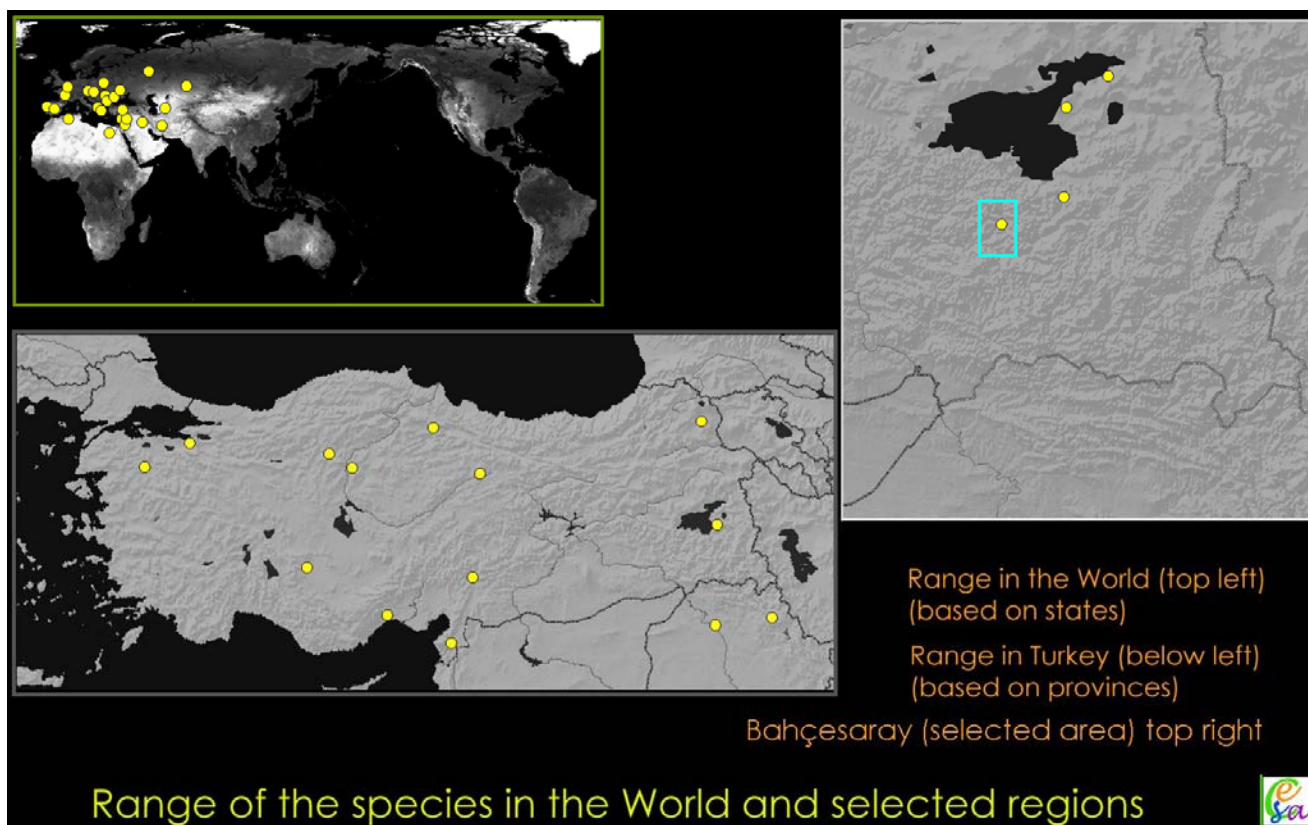 Range in the World (top left)
(based on states)
Range in Turkey (below left)
(based on provinces)
Bahçesaray (selected area) top right
Range of the species in the World and selected regions
esa